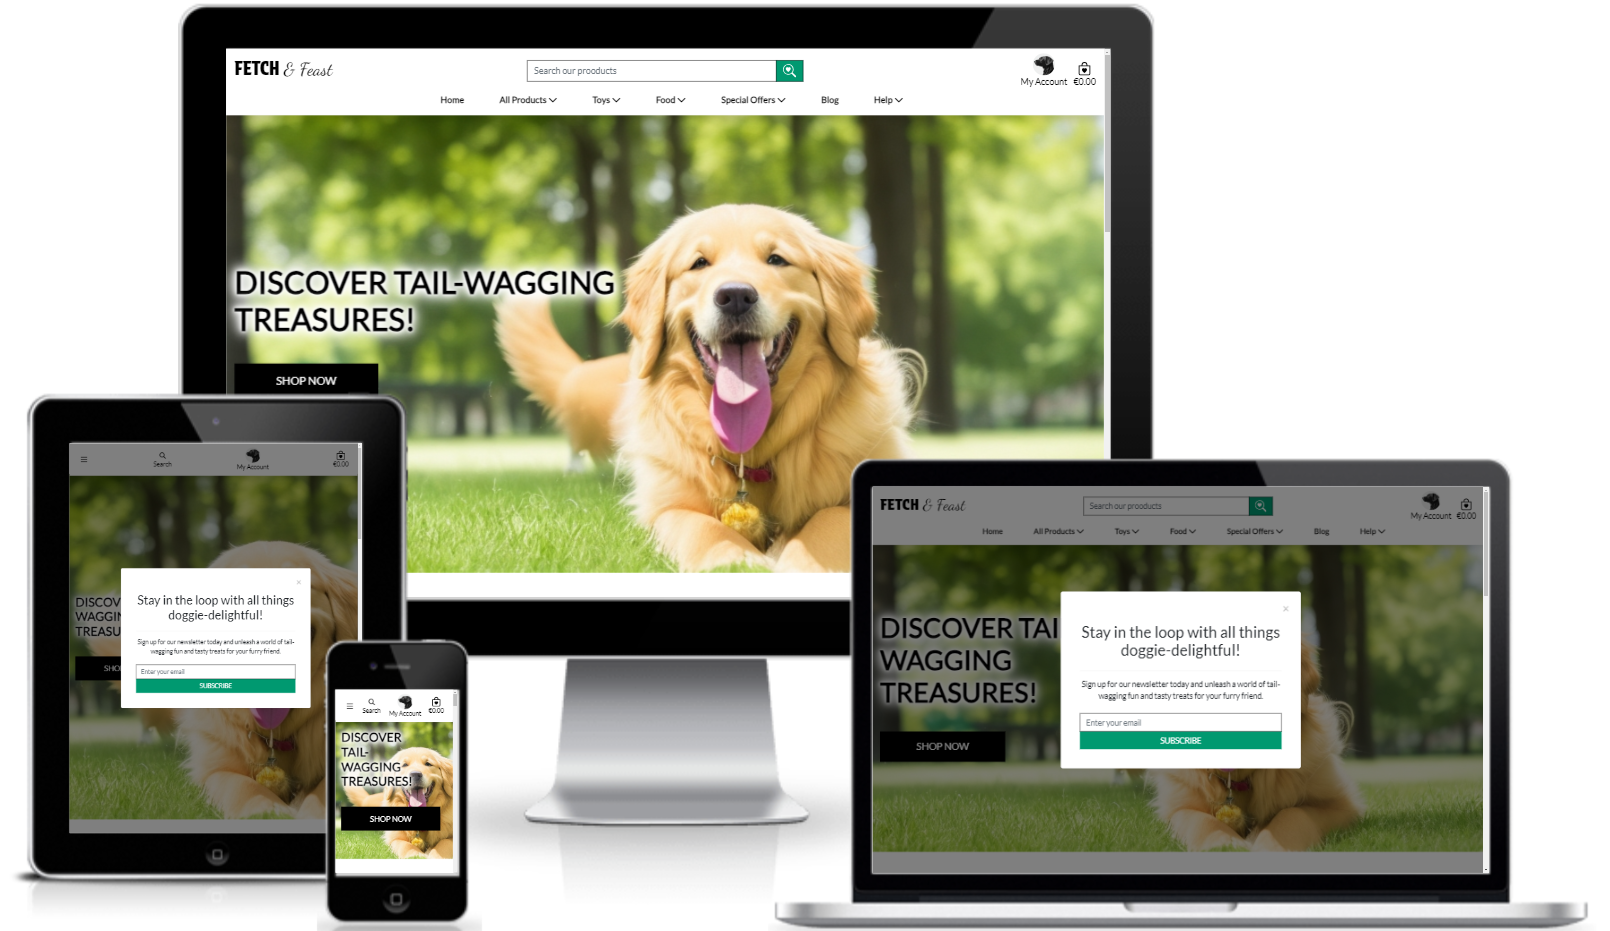 FETCH & Feast
Search our prooducts
My Account €0.00
Home All Products Toys Food Special Offers Blog Help
DISCOVER TAIL-WAGGING
TREASURES!
SHOP NOW
Search
My Account
€0.00
DISCOV
WAGGIN
TREASU
SHO
Stay in the loop with all things
doggie-delightful!
Sign up for our newsletter today and unleash a world of tail-
wagging fun and tasty treats for your furry friend.
Enter your email
SUBSCRIBE
Search
My Account
€0.00
DISCOVER
TAIL-
WAGGING
TREASURES!
SHOP NOW
FETCH & Feast
Search our prooducts
My Account €0.00
Home All Products Toys Food Special Offers Blog Help
DISCOVER TAI
WAGGING
TREASURES!
SHOP NOW
Stay in the loop with all things
doggie-delightful!
Sign up for our newsletter today and unleash a world of tail-
wagging fun and tasty treats for your furry friend.
Enter your email
SUBSCRIBE